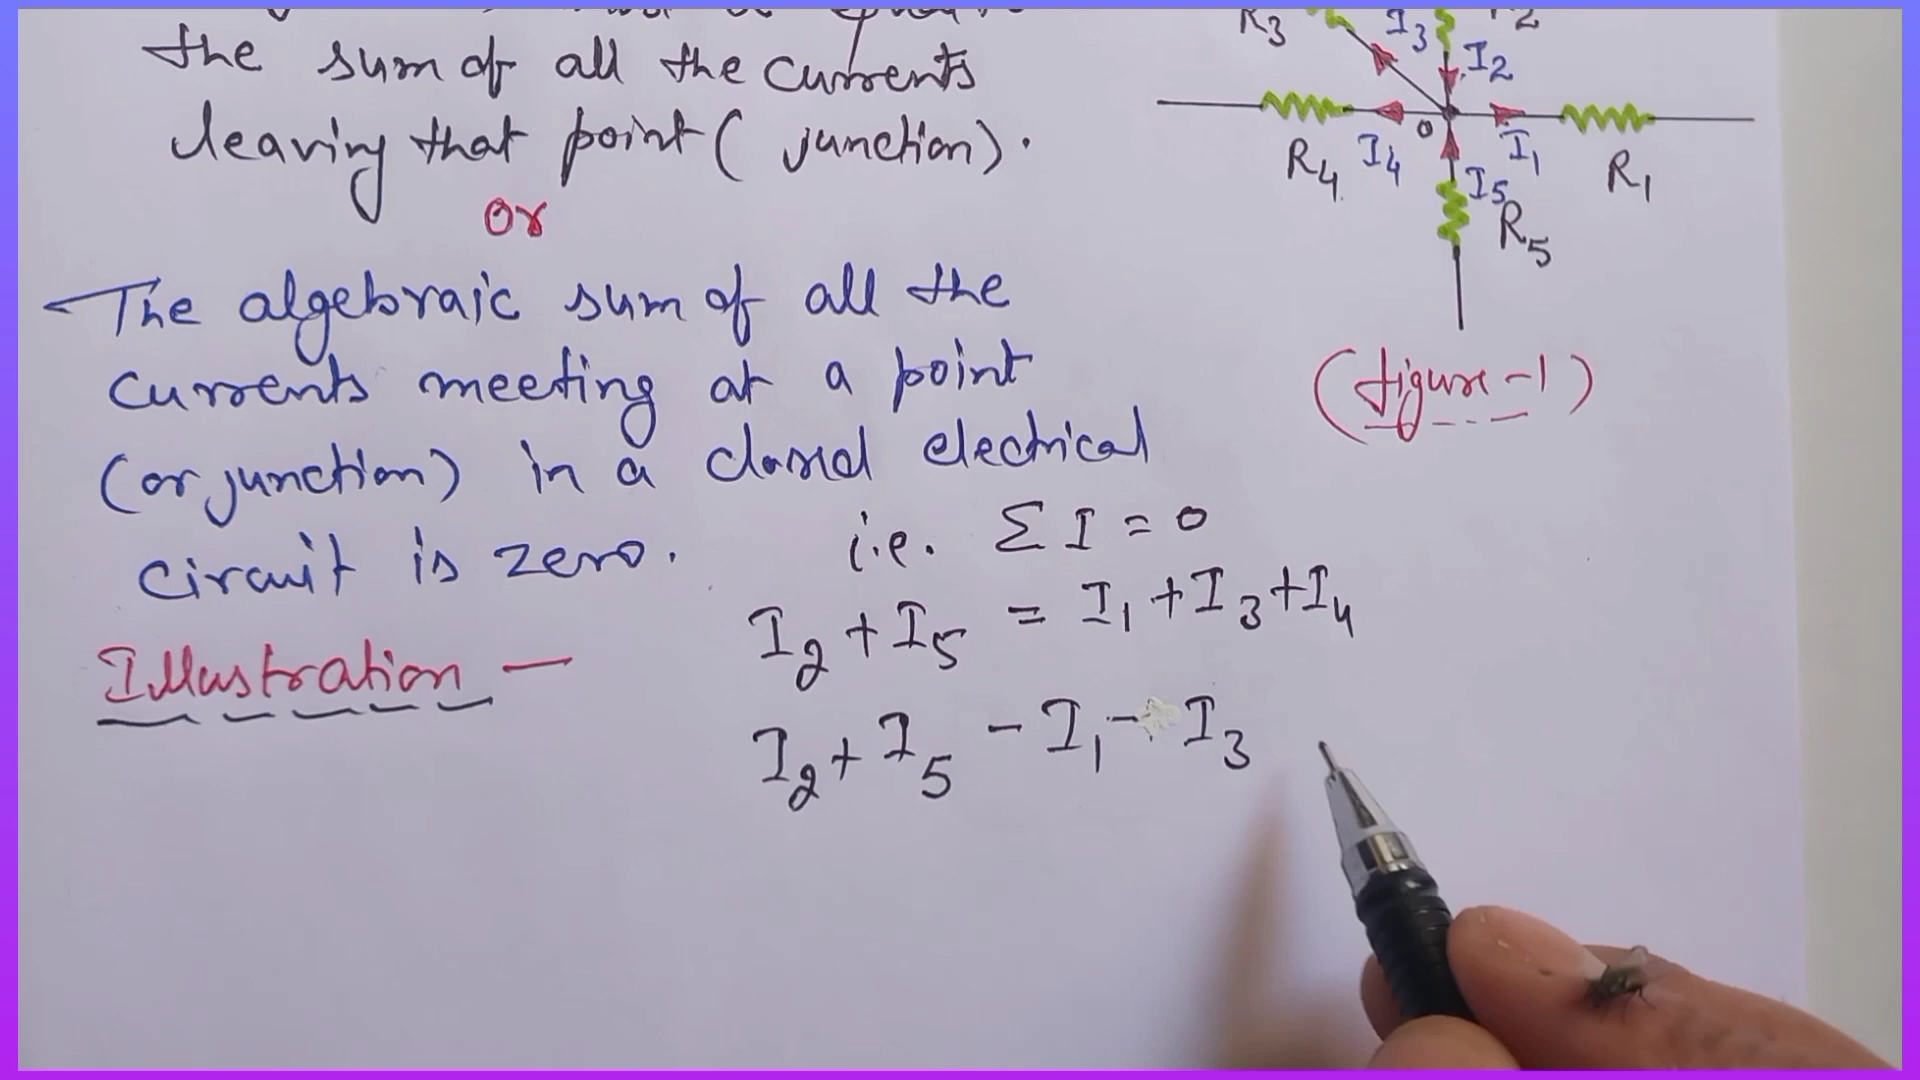 the sum of all the currents
leaving that point ( junction).
Or
The algebraic sum of all the
currents meeting at a point
(or junction) in a closed electrical
circuit is zero.
i.e. Σ I = 0
Illustration —
I₂ + I₅ = I₁ + I₃ + I₄
I₂ + I₅ - I₁ - I₃
R₃ I₃ R₂
I₂
O
R₄ I₄ I₁ R₁
I₅
R₅
(figure-1)